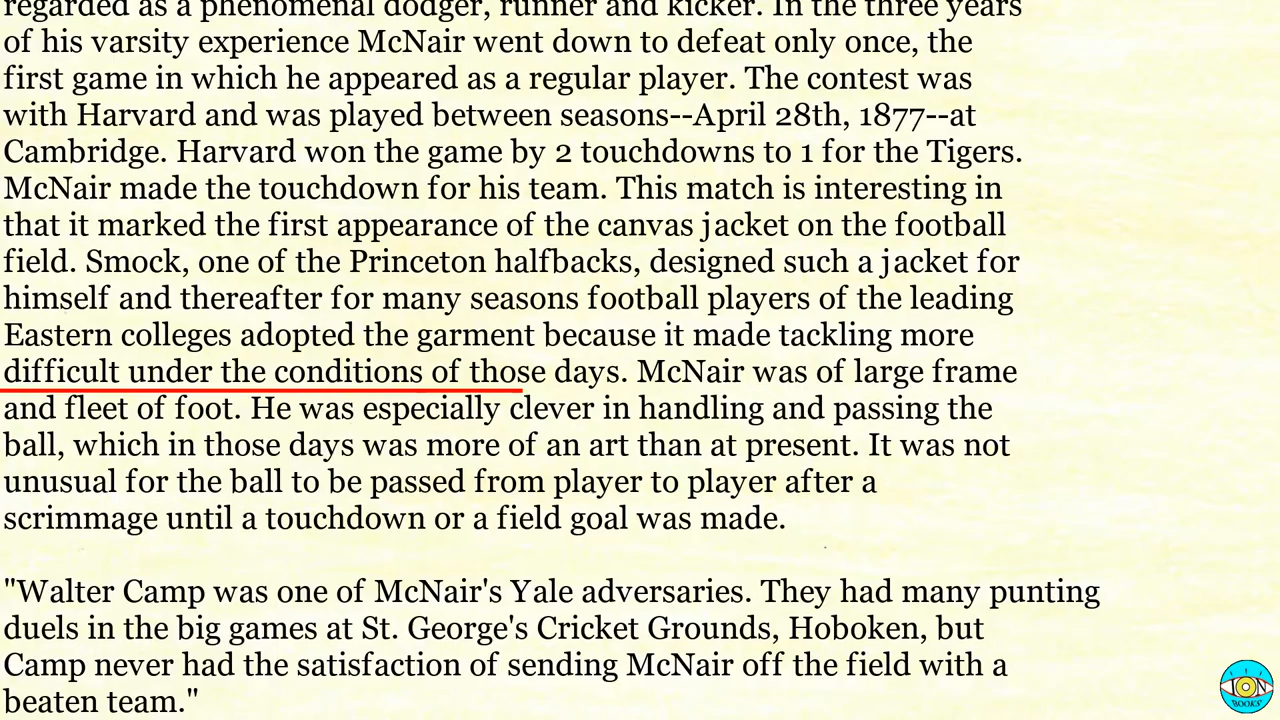 regarded as a phenomenal dodger, runner and kicker. In the three years
of his varsity experience McNair went down to defeat only once, the
first game in which he appeared as a regular player. The contest was
with Harvard and was played between seasons--April 28th, 1877--at
Cambridge. Harvard won the game by 2 touchdowns to 1 for the Tigers.
McNair made the touchdown for his team. This match is interesting in
that it marked the first appearance of the canvas jacket on the football
field. Smock, one of the Princeton halfbacks, designed such a jacket for
himself and thereafter for many seasons football players of the leading
Eastern colleges adopted the garment because it made tackling more
difficult under the conditions of those days. McNair was of large frame
and fleet of foot. He was especially clever in handling and passing the
ball, which in those days was more of an art than at present. It was not
unusual for the ball to be passed from player to player after a
scrimmage until a touchdown or a field goal was made.

"Walter Camp was one of McNair's Yale adversaries. They had many punting
duels in the big games at St. George's Cricket Grounds, Hoboken, but
Camp never had the satisfaction of sending McNair off the field with a
beaten team."
ION
BOOKS